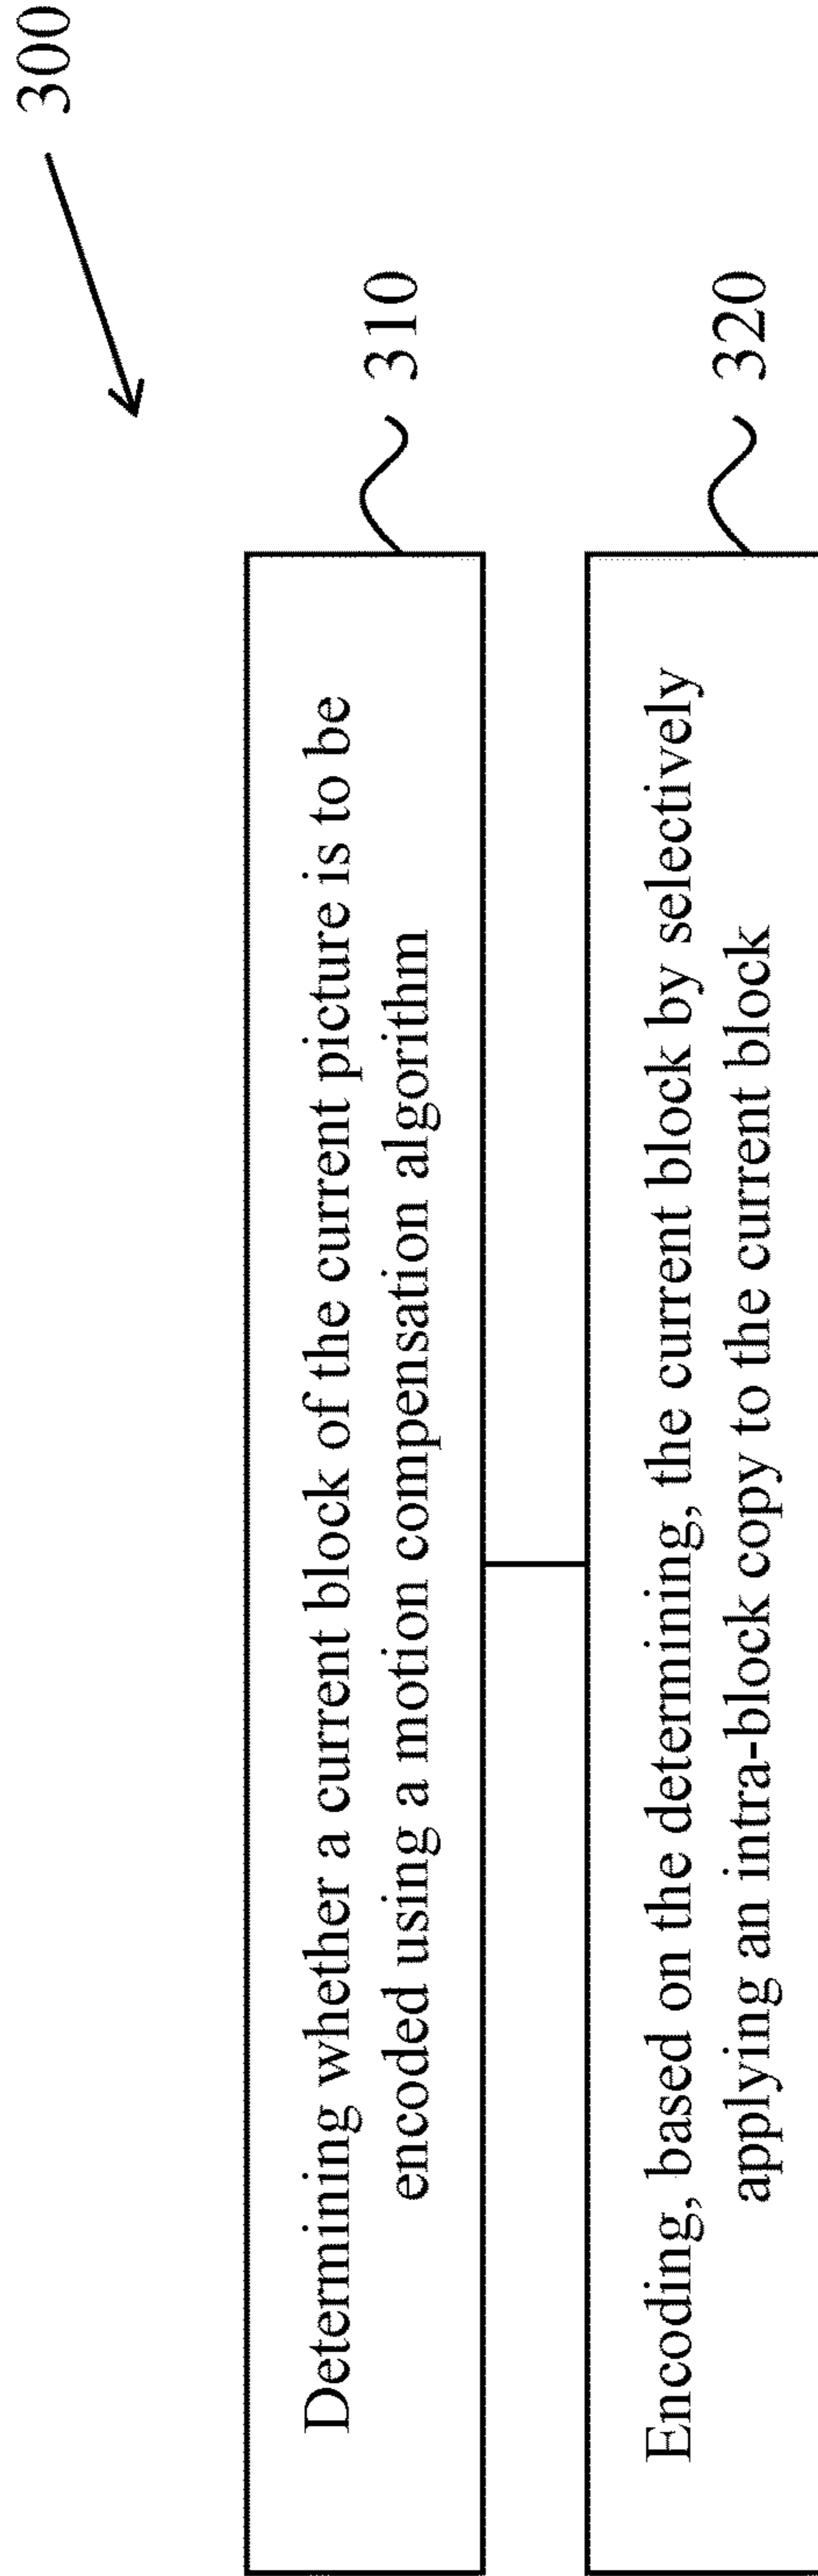 300
Determining whether a current block of the current picture is to be
encoded using a motion compensation algorithm
310
Encoding, based on the determining, the current block by selectively
applying an intra-block copy to the current block
320